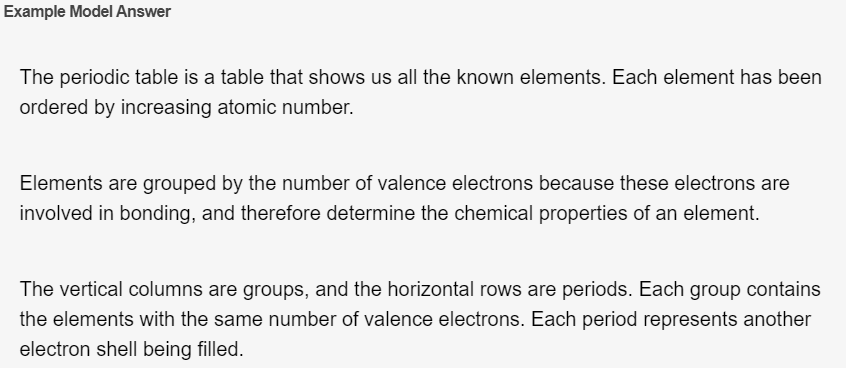 Example Model Answer
The periodic table is a table that shows us all the known elements. Each element has been
ordered by increasing atomic number.
Elements are grouped by the number of valence electrons because these electrons are
involved in bonding, and therefore determine the chemical properties of an element.
The vertical columns are groups, and the horizontal rows are periods. Each group contains
the elements with the same number of valence electrons. Each period represents another
electron shell being filled.